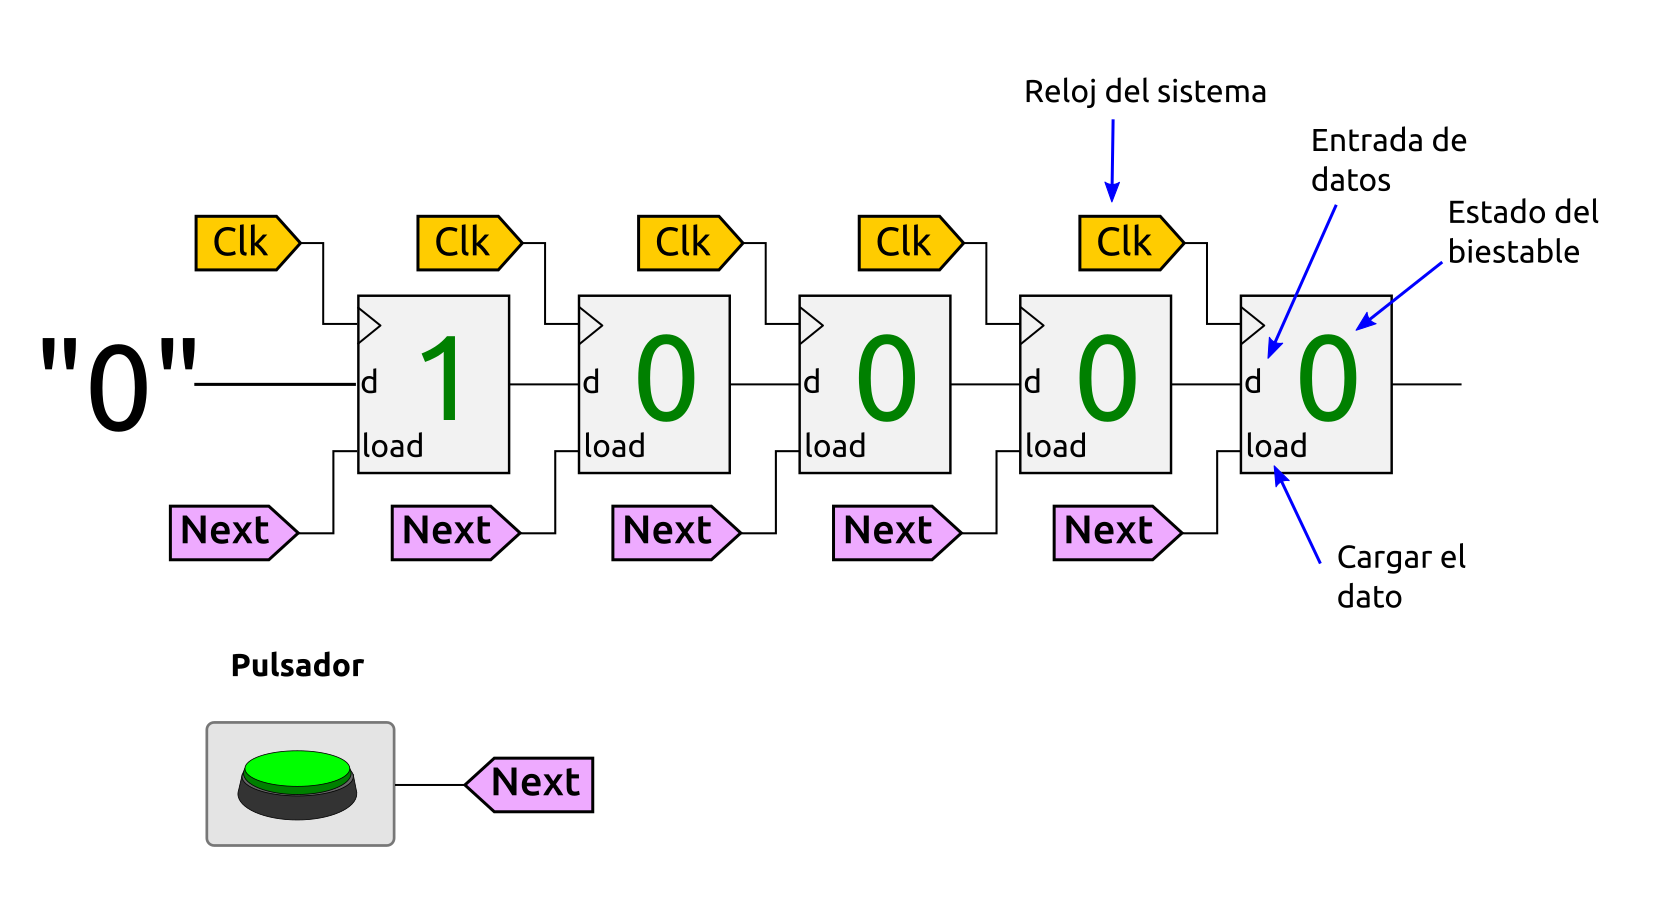 Reloj del sistema
Entrada de
datos
Estado del
biestable
Clk
Clk
Clk
Clk
Clk
"0"
1
0
0
0
0
d
d
d
d
d
load
load
load
load
load
Next
Next
Next
Next
Next
Cargar el
dato
Pulsador
Next